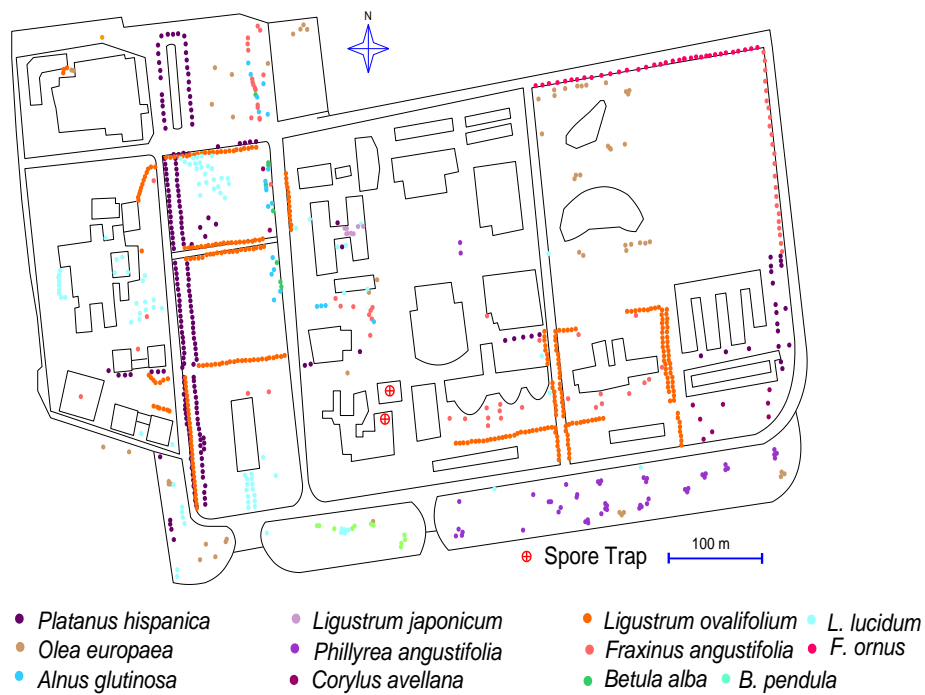 N
100 m
Spore Trap
Platanus hispanica
Ligustrum japonicum
Ligustrum ovalifolium
L. lucidum
Olea europaea
Phillyrea angustifolia
Fraxinus angustifolia
F. ornus
Alnus glutinosa
Corylus avellana
Betula alba
B. pendula